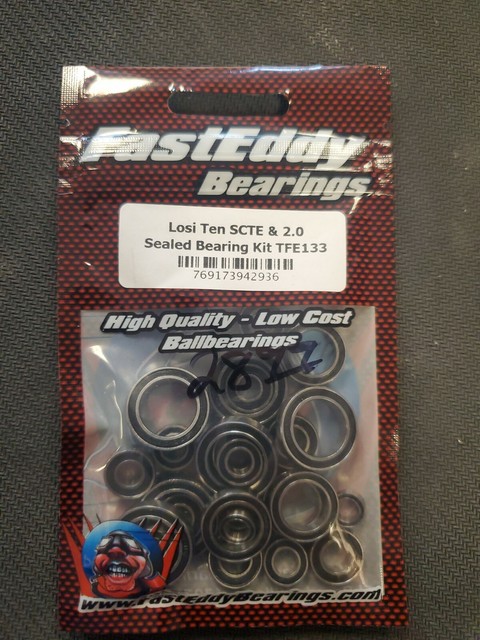 FastEddy
Bearings
Losi Ten SCTE & 2.0
Sealed Bearing Kit TFE133
769173942936
High Quality - Low Cost
Ballbearings
www.FastEddyBearings.com